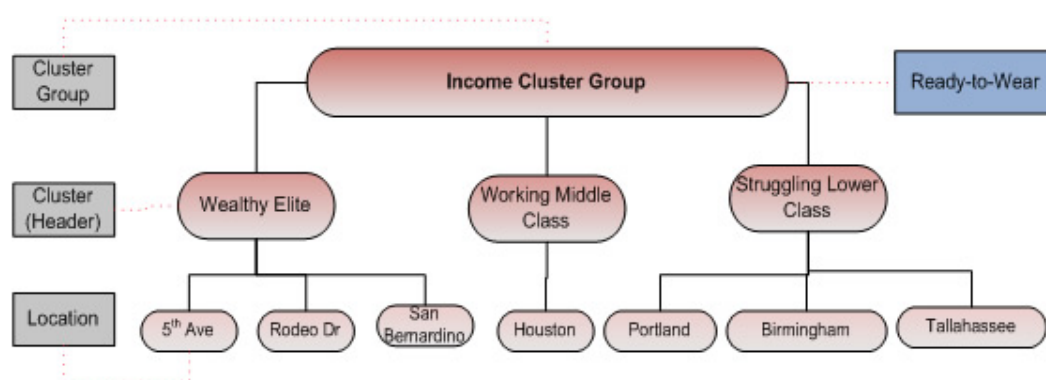 Cluster
Group
Income Cluster Group
Ready-to-Wear
Cluster
(Header)
Wealthy Elite
Working Middle
Class
Struggling Lower
Class
Location
5th Ave
Rodeo Dr
San
Bernardino
Houston
Portland
Birmingham
Tallahassee